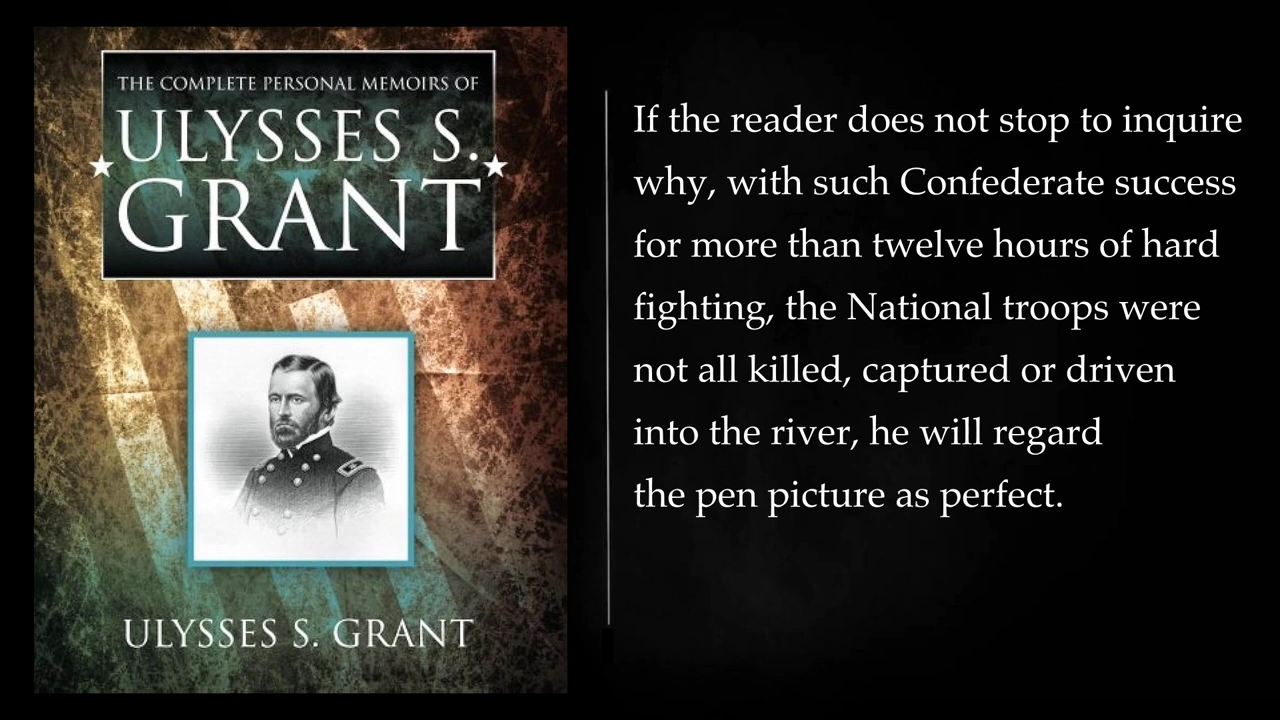 THE COMPLETE PERSONAL MEMOIRS OF
ULYSSES S.
GRANT
ULYSSES S. GRANT
If the reader does not stop to inquire
why, with such Confederate success
for more than twelve hours of hard
fighting, the National troops were
not all killed, captured or driven
into the river, he will regard
the pen picture as perfect.